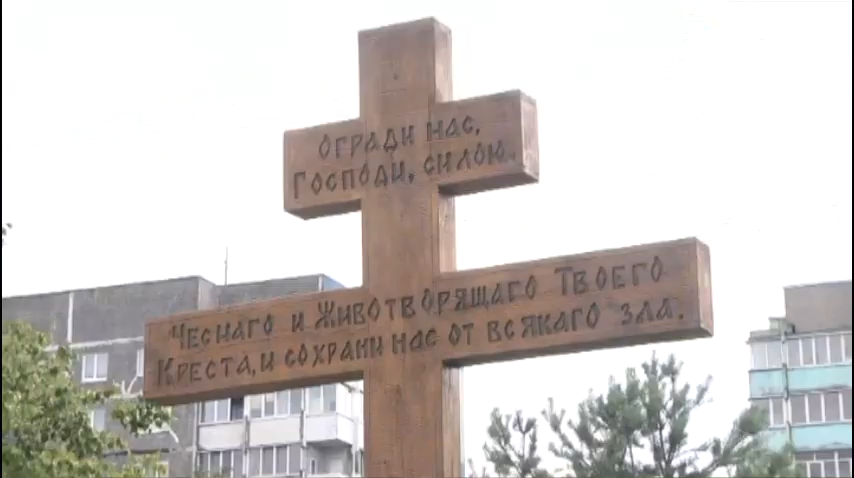 Огради нас,
Господи, силою
Чеснаго и Животворящаго Твоего
Креста, и сохрани нас от всякаго зла.